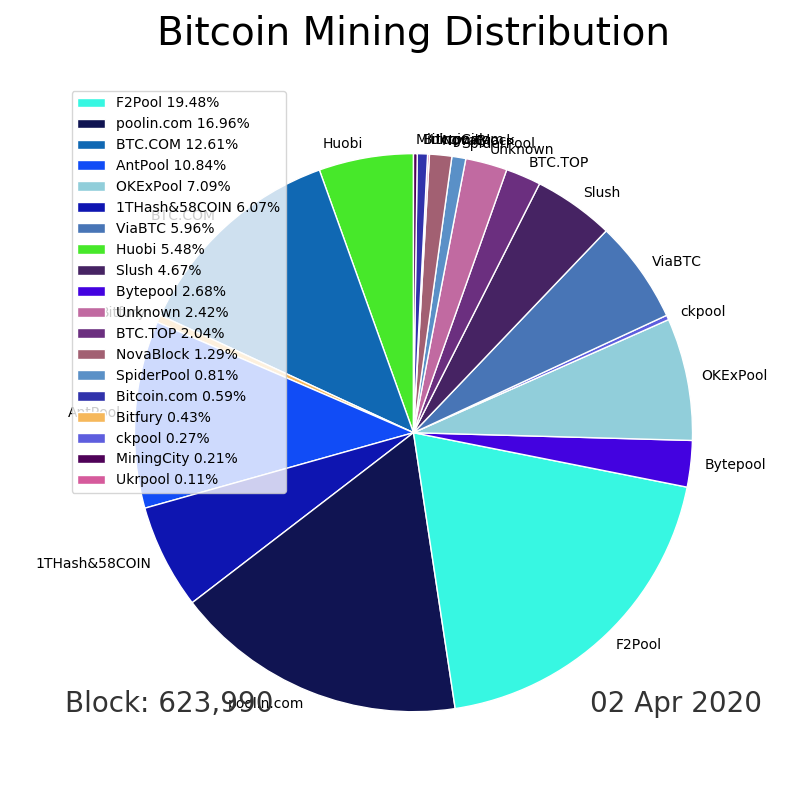 Bitcoin Mining Distribution
F2Pool 19.48%
poolin.com 16.96%
BTC.COM 12.61%
AntPool 10.84%
OKExPool 7.09%
1THash&58COIN 6.07%
ViaBTC 5.96%
Huobi 5.48%
Slush 4.67%
Bytepool 2.68%
Unknown 2.42%
BTC.TOP 2.04%
NovaBlock 1.29%
SpiderPool 0.81%
Bitcoin.com 0.59%
Bitfury 0.43%
ckpool 0.27%
MiningCity 0.21%
Ukrpool 0.11%
Huobi
SpiderPool
Unknown
BTC.TOP
Slush
BTC.COM
ViaBTC
ckpool
OKExPool
AntPool
Bytepool
1THash&58COIN
F2Pool
poolin.com
Block: 623,990
02 Apr 2020